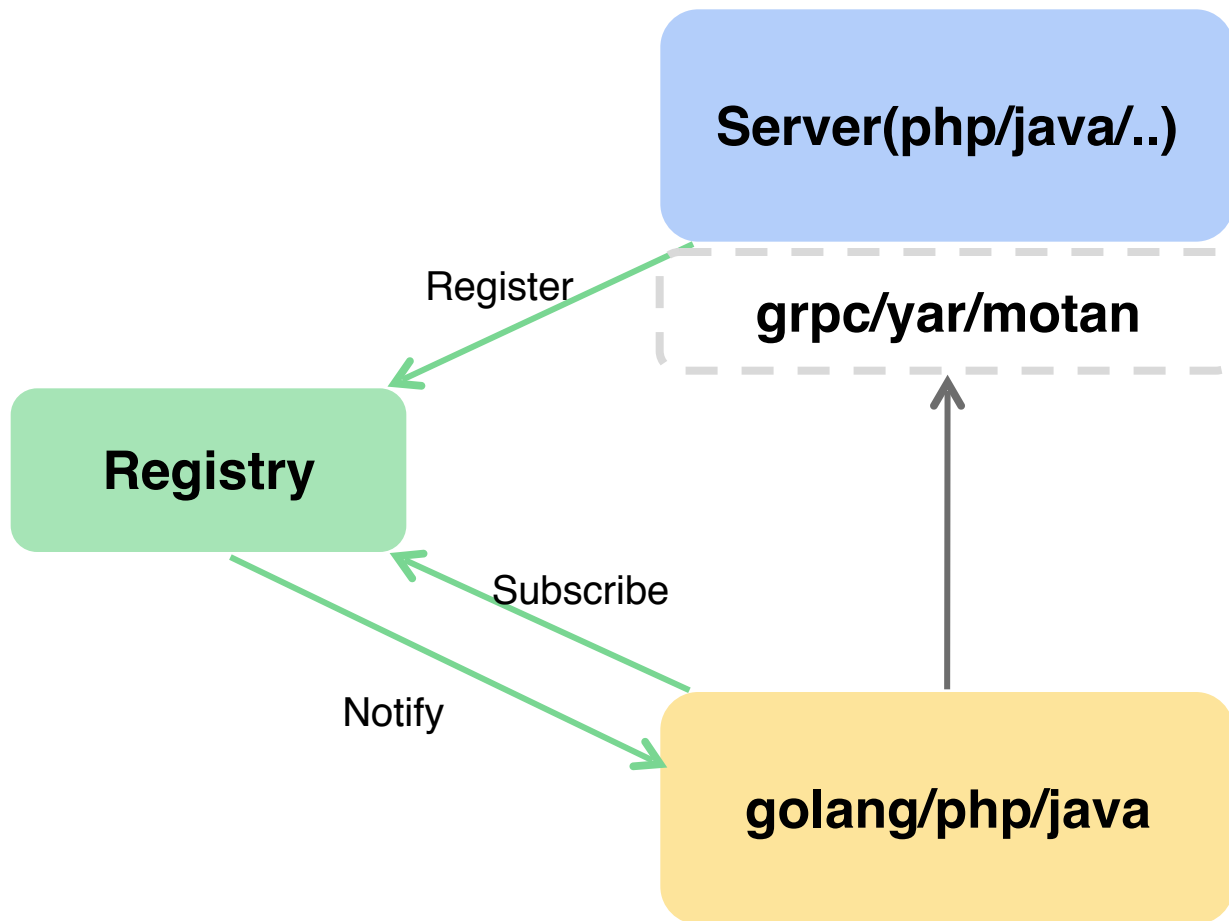 Server(php/java/..)
Register
grpc/yar/motan
Registry
Subscribe
Notify
golang/php/java